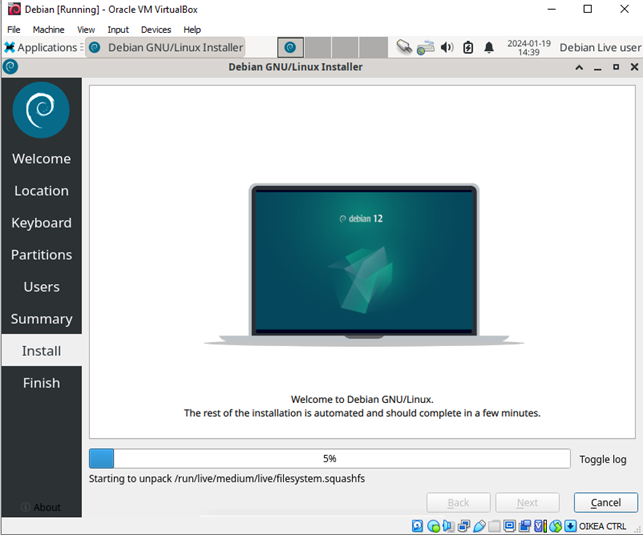 Debian [Running] - Oracle VM VirtualBox
File Machine View Input Devices Help
Applications Debian GNU/Linux Installer 2024-01-19 14:39 Debian Live user
Debian GNU/Linux Installer
Welcome
Location
Keyboard
Partitions
Users
Summary
Install
Finish
About
debian 12
Welcome to Debian GNU/Linux.
The rest of the installation is automated and should complete in a few minutes.
5%
Toggle log
Starting to unpack /run/live/medium/live/filesystem.squashfs
Back Next Cancel
OIKEA CTRL